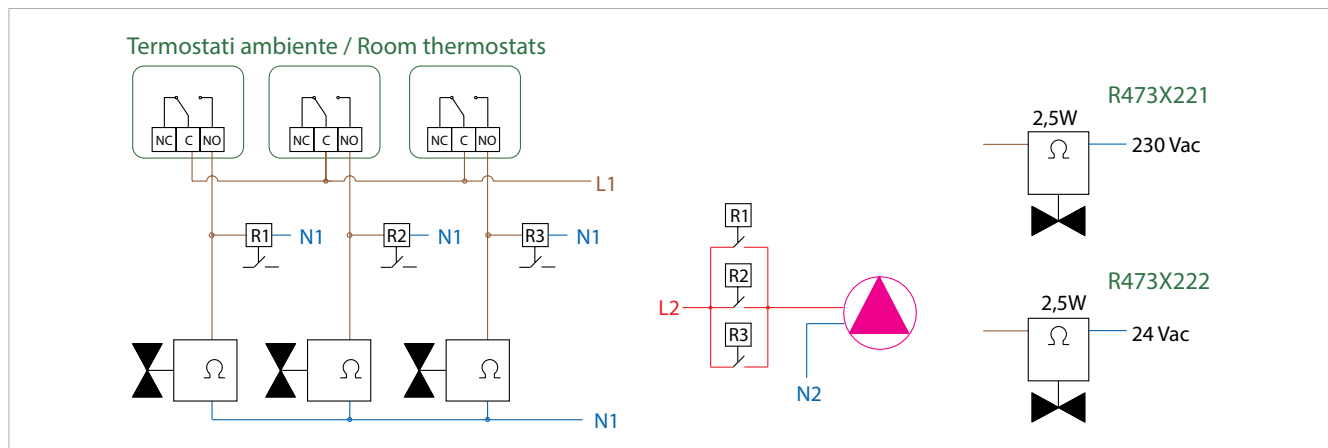 Termostati ambiente / Room thermostats
NC C NO NC C NO NC C NO
L1
R1 N1 R2 N1 R3 N1
Ω Ω Ω
N1
R1
R2
L2
R3
N2
R473X221
2,5W
Ω
230 Vac
R473X222
2,5W
Ω
24 Vac